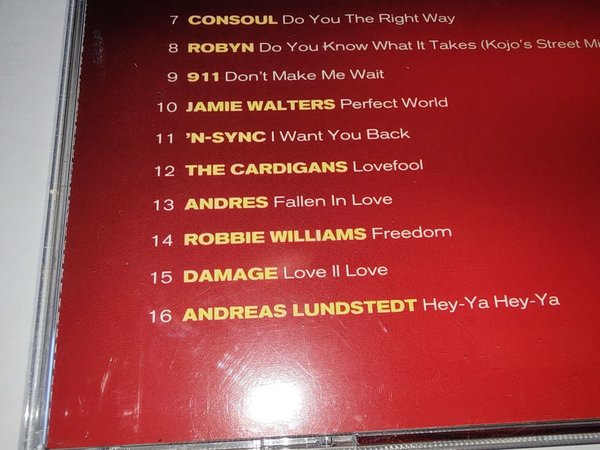 7 CONSOUL Do You The Right Way
8 ROBYN Do You Know What It Takes (Kojo's Street
9 911 Don't Make Me Wait
10 JAMIE WALTERS Perfect World
11 'N-SYNC I Want You Back
12 THE CARDIGANS Lovefool
13 ANDRES Fallen In Love
14 ROBBIE WILLIAMS Freedom
15 DAMAGE Love II Love
16 ANDREAS LUNDSTEDT Hey-Ya Hey-Ya